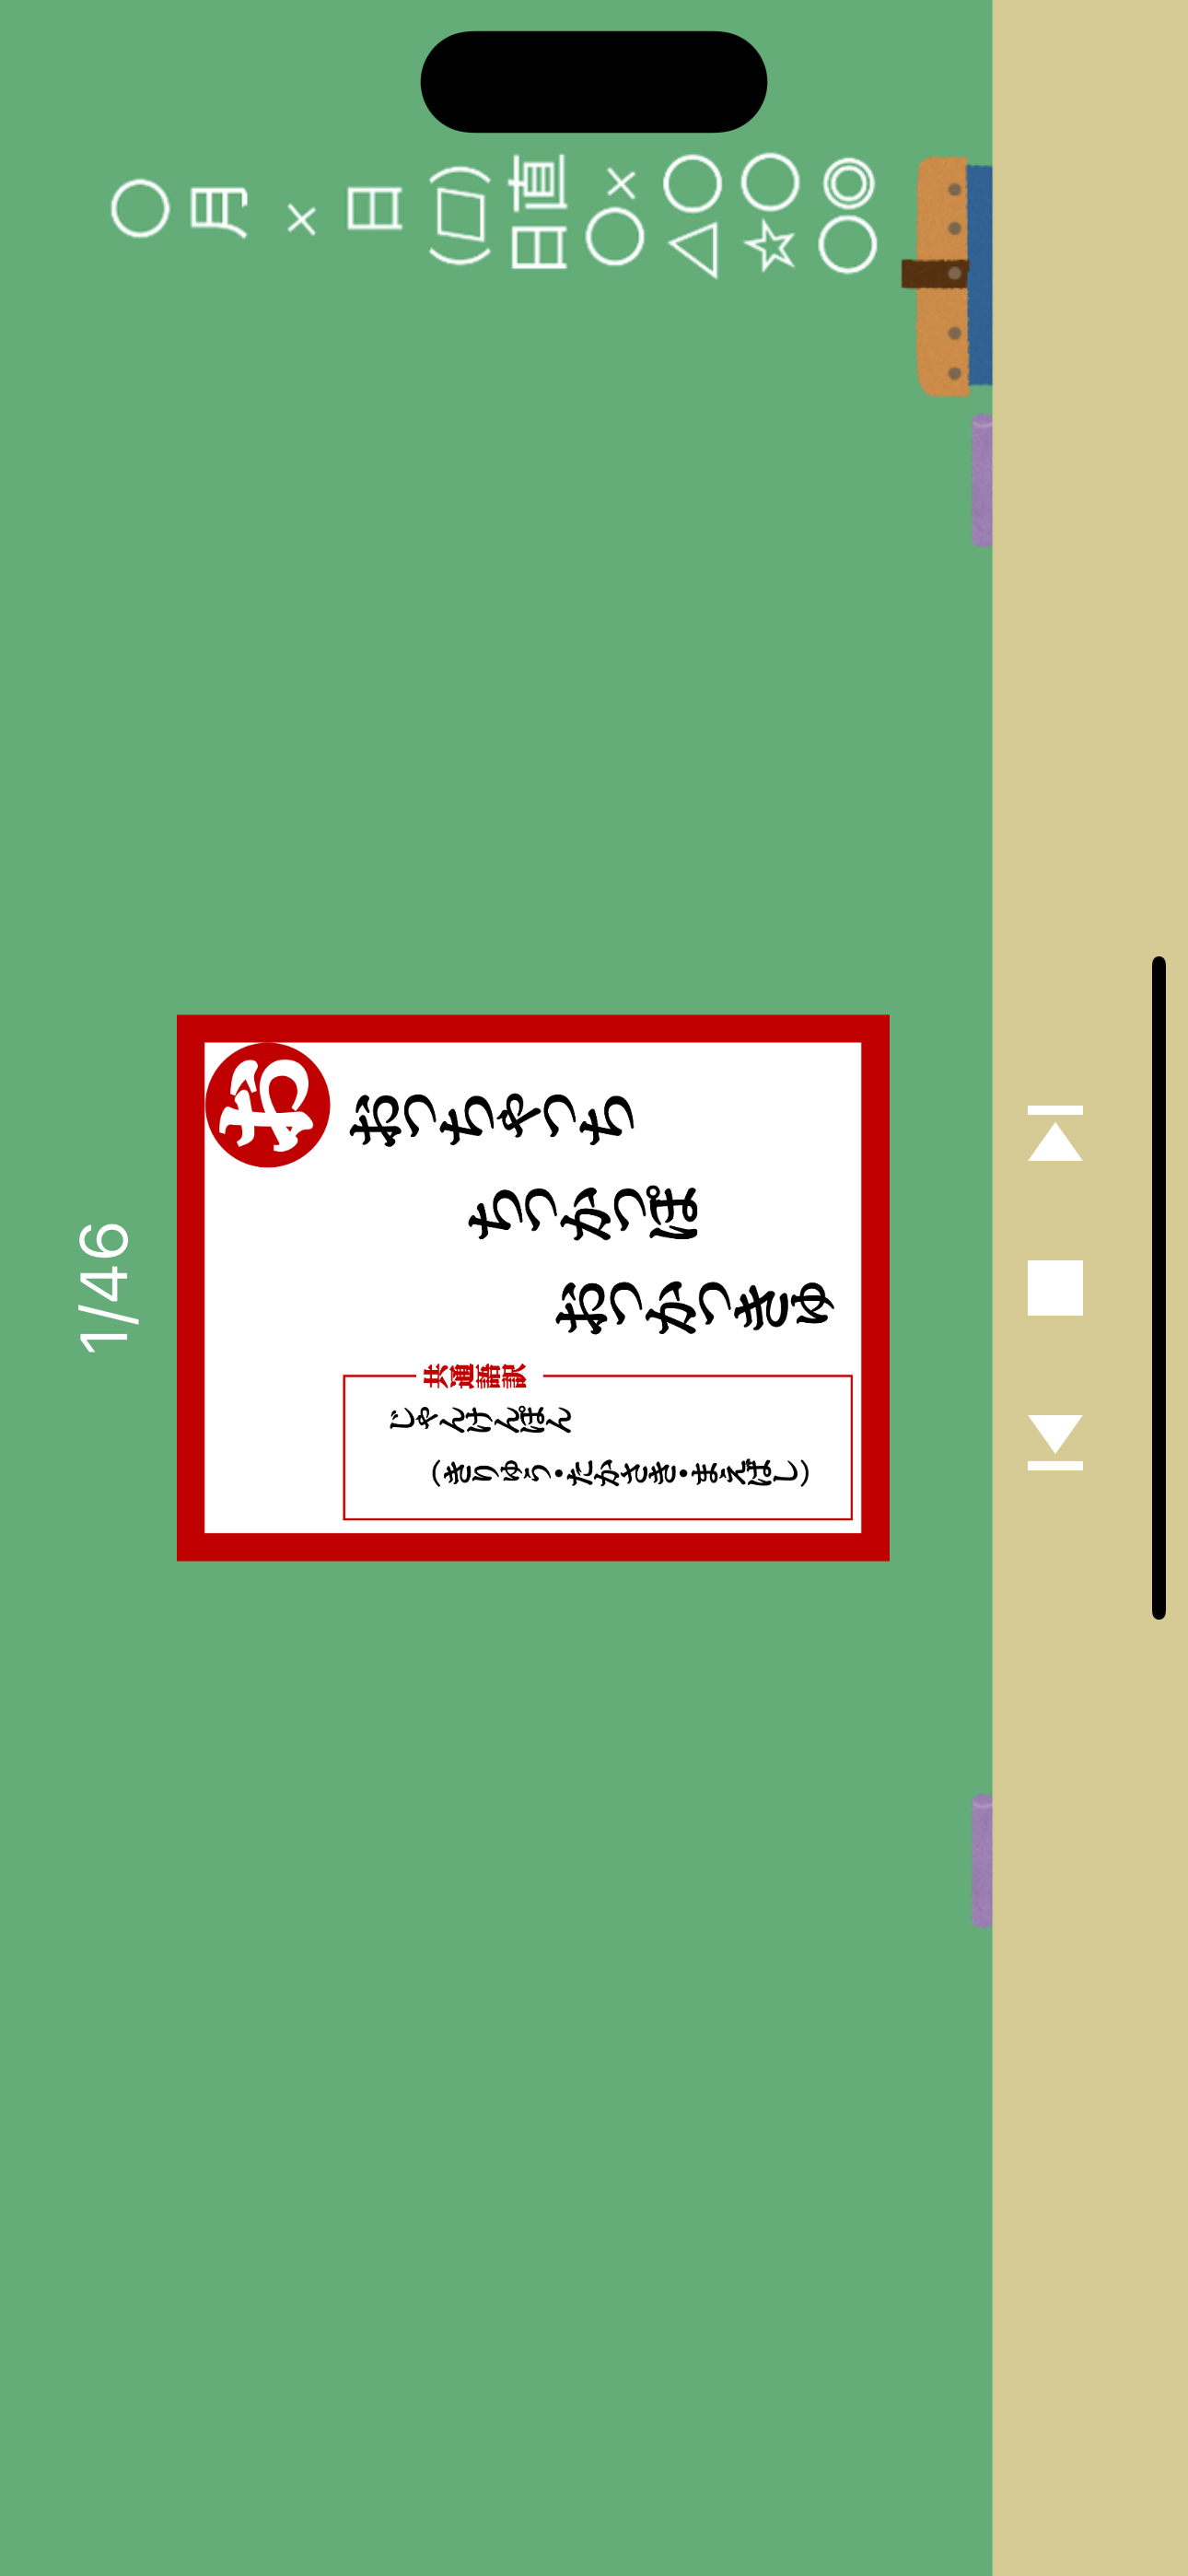 1/46
○月×日(□)
日直
○×
△○
☆○
○◎
お
おっちゃっち
ちっかっぽ
おっかっきゅ
共通語訳
じゃんけんぽん
(きりゅう・たかさき・まえばし)